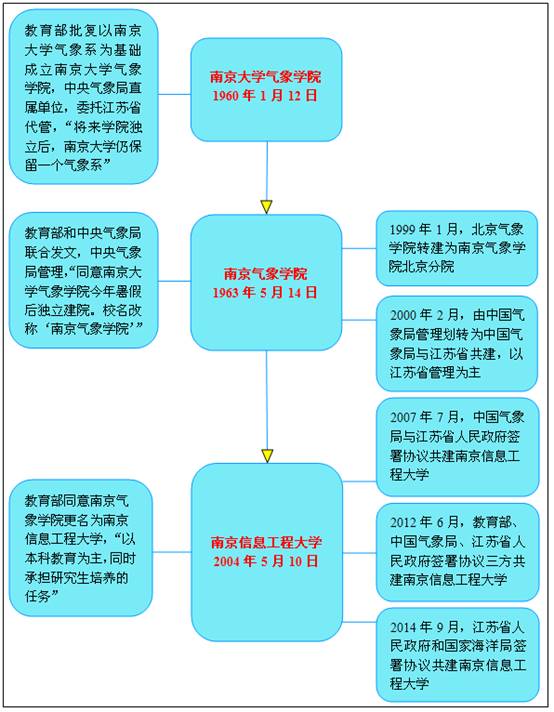 教育部批复以南京
大学气象系为基础
成立南京大学气象
学院，中央气象局直
属单位，委托江苏省
代管，“将来学院独
立后，南京大学仍保
留一个气象系”
南京大学气象学院
1960 年 1 月 12 日
教育部和中央气象局
联合发文，中央气象
局管理，“同意南京大
学气象学院今年暑假
后独立建院。校名改
称‘南京气象学院’”
南京气象学院
1963 年 5 月 14 日
1999 年 1 月，北京气象
学院转建为南京气象学
院北京分院
2000 年 2 月，由中国气
象局管理划转为中国气
象局与江苏省共建，以
江苏省管理为主
2007 年 7 月，中国气象
局与江苏省人民政府签
署协议共建南京信息工
程大学
教育部同意南京气
象学院更名为南京
信息工程大学，“以
本科教育为主，同时
承担研究生培养的
任务”
南京信息工程大学
2004 年 5 月 10 日
2012 年 6 月，教育部、
中国气象局、江苏省人
民政府签署协议三方共
建南京信息工程大学
2014 年 9 月，江苏省人
民政府和国家海洋局签
署协议共建南京信息工
程大学